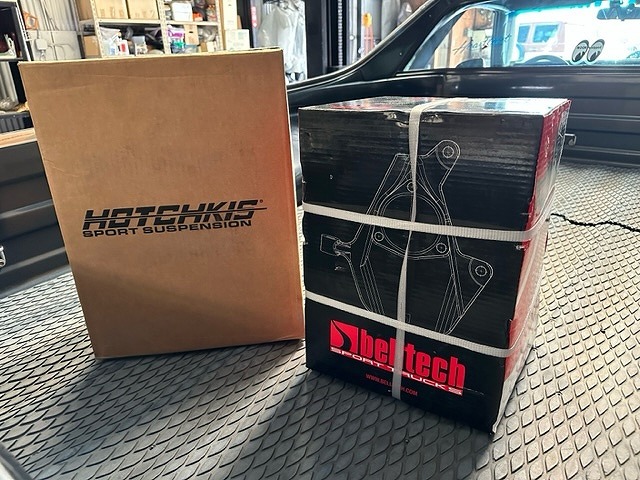 HOTCHKIS®
SPORT SUSPENSION
belltech
SPORT TRUCKS